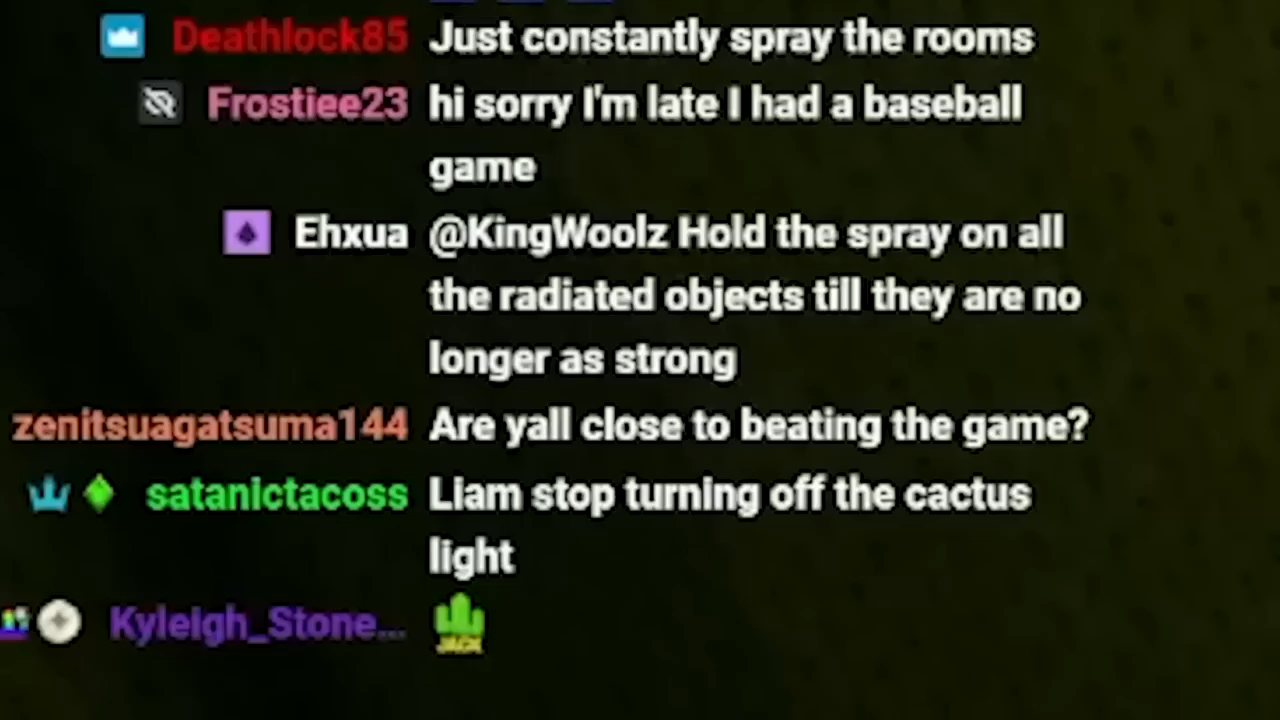 Deathlock85 Just constantly spray the rooms
Frostiee23 hi sorry I'm late I had a baseball
game
Ehxua @KingWoolz Hold the spray on all
the radiated objects till they are no
longer as strong
zenitsuagatsuma144 Are yall close to beating the game?
satanictacoss Liam stop turning off the cactus
light
Kyleigh_Stone...
JACK